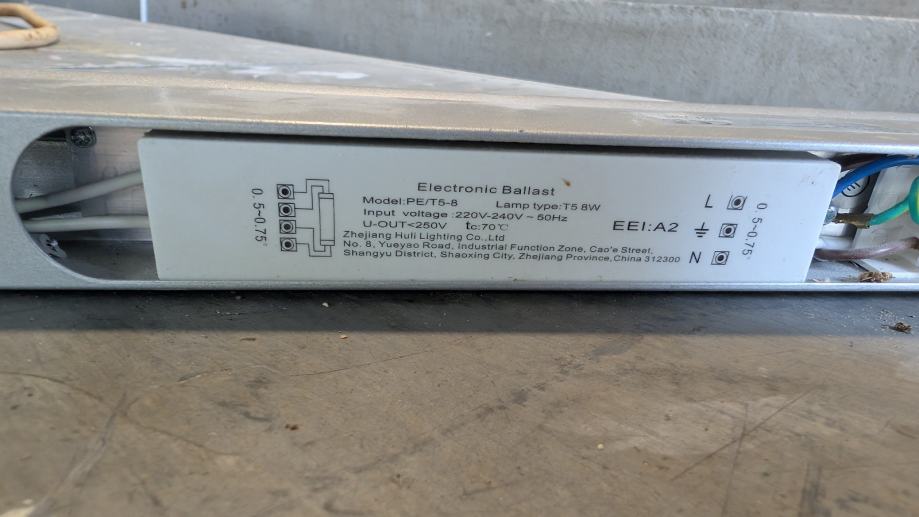 Electronic Ballast
Model:PE/T5-8 Lamp type:T5 8W
Input voltage:220V-240V~50Hz
U-OUT<250V tc:70℃
Zhejiang Huli Lighting Co.,Ltd
No. 8, Yueyao Road, Industrial Function Zone, Cao'e Street,
Shangyu District, Shaoxing City, Zhejiang Province,China 312300
EEI:A2
0.5~0.75°
L
N
0.5~0.75°